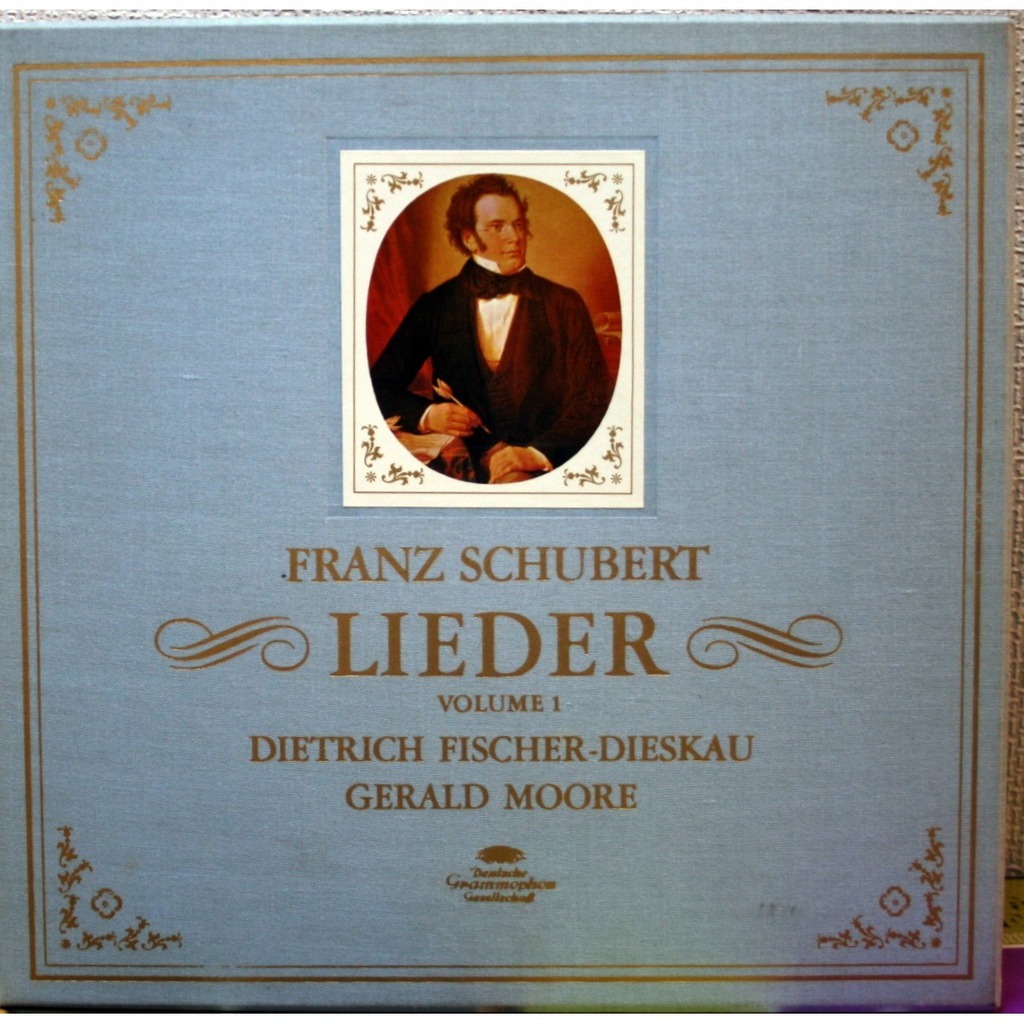 FRANZ SCHUBERT
LIEDER
VOLUME 1
DIETRICH FISCHER-DIESKAU
GERALD MOORE
Deutsche
Grammophon
Gesellschaft